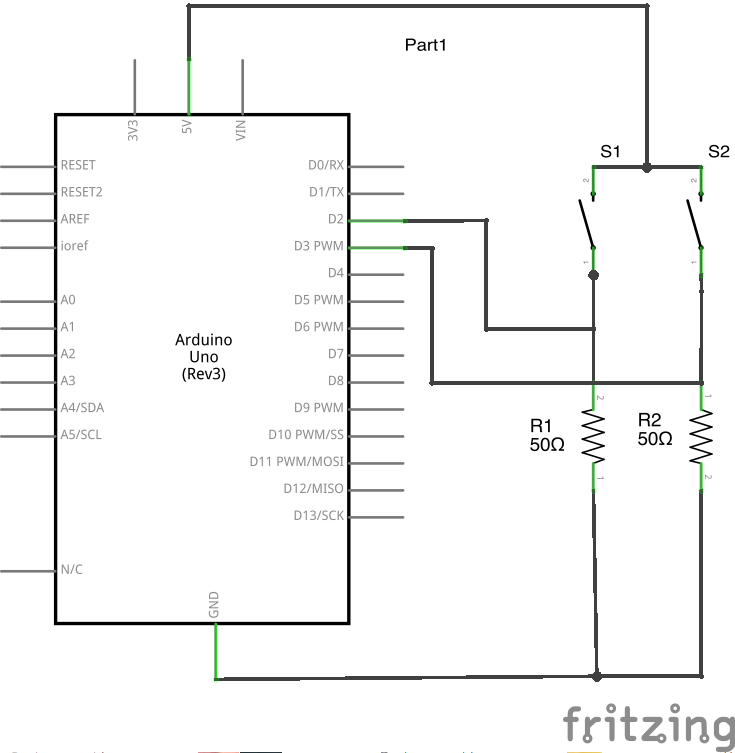 Part1
3V3
5V
VIN
S1
S2
2
2
RESET
D0/RX
RESET2
D1/TX
AREF
D2
ioref
D3 PWM
1
1
D4
A0
D5 PWM
A1
D6 PWM
Arduino
Uno
(Rev3)
A2
D7
A3
D8
2
1
A4/SDA
D9 PWM
R1
50Ω
R2
50Ω
A5/SCL
D10 PWM/SS
D11 PWM/MOSI
1
2
D12/MISO
D13/SCK
N/C
GND
fritzing